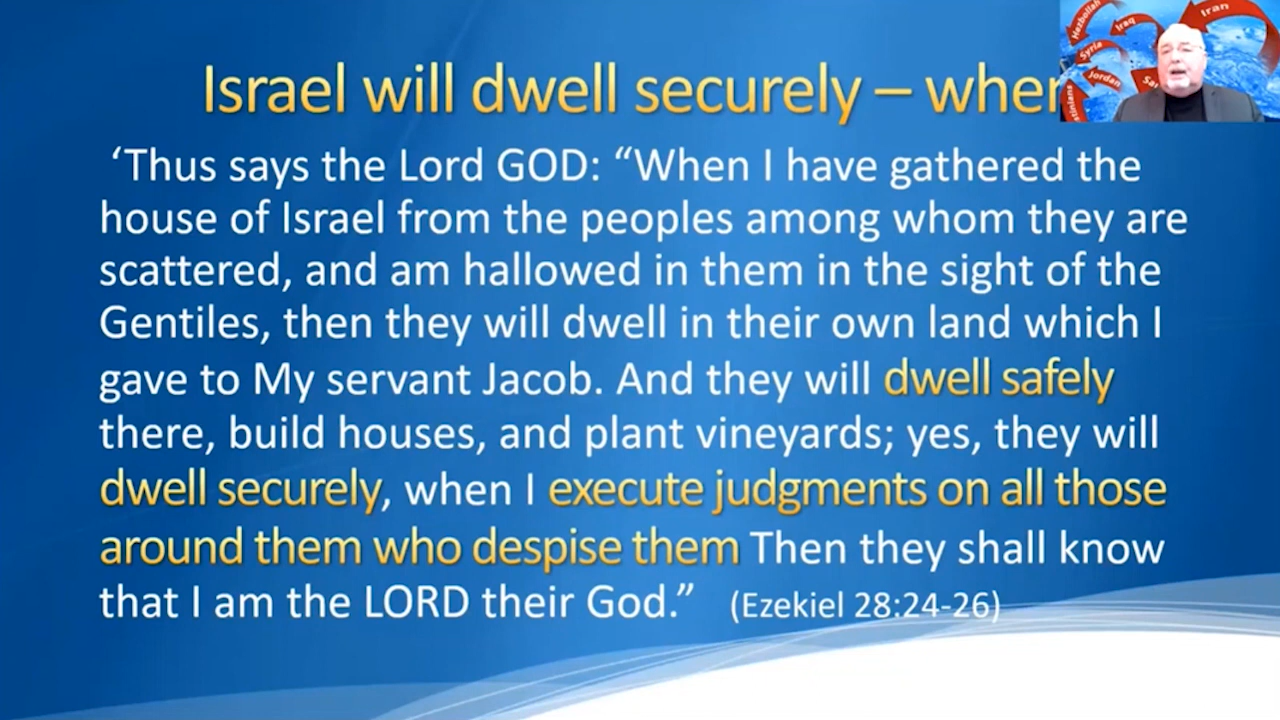 Israel will dwell securely – when
‘Thus says the Lord GOD: “When I have gathered the
house of Israel from the peoples among whom they are
scattered, and am hallowed in them in the sight of the
Gentiles, then they will dwell in their own land which I
gave to My servant Jacob. And they will dwell safely
there, build houses, and plant vineyards; yes, they will
dwell securely, when I execute judgments on all those
around them who despise them Then they shall know
that I am the LORD their God.” (Ezekiel 28:24-26)
Hezbollah
Iraq
Iran
Syria
Jordan